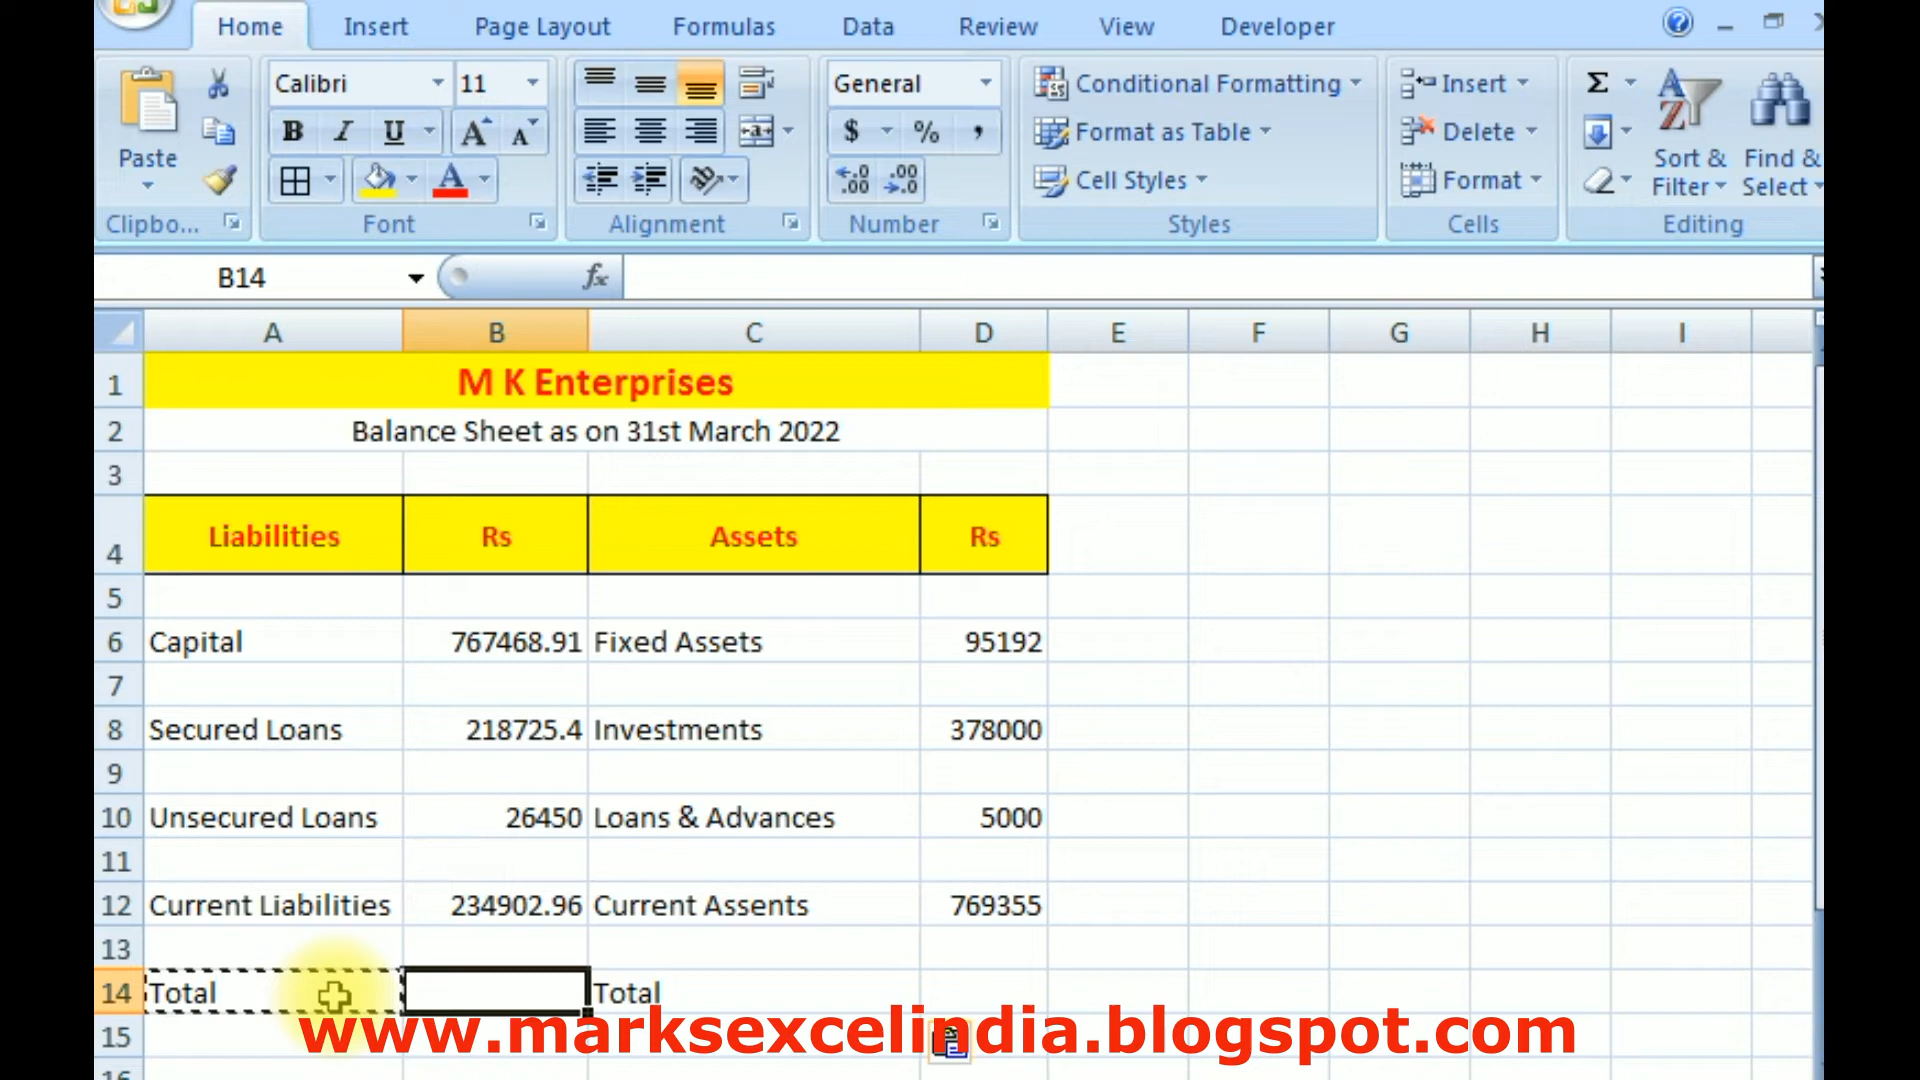 Home Insert Page Layout Formulas Data Review View Developer
Calibri 11 General Conditional Formatting Insert Σ
Paste B I U A A $ % , Format as Table Delete
A .00 .00 Cell Styles Format Sort & Filter Find & Select
Clipbo... Font Alignment Number Styles Cells Editing
B14 fx
A B C D E F G H I
1 M K Enterprises
2 Balance Sheet as on 31st March 2022
3
4 Liabilities Rs Assets Rs
5
6 Capital 767468.91 Fixed Assets 95192
7
8 Secured Loans 218725.4 Investments 378000
9
10 Unsecured Loans 26450 Loans & Advances 5000
11
12 Current Liabilities 234902.96 Current Assents 769355
13
14 Total Total
www.marksexcelindia.blogspot.com
15
16